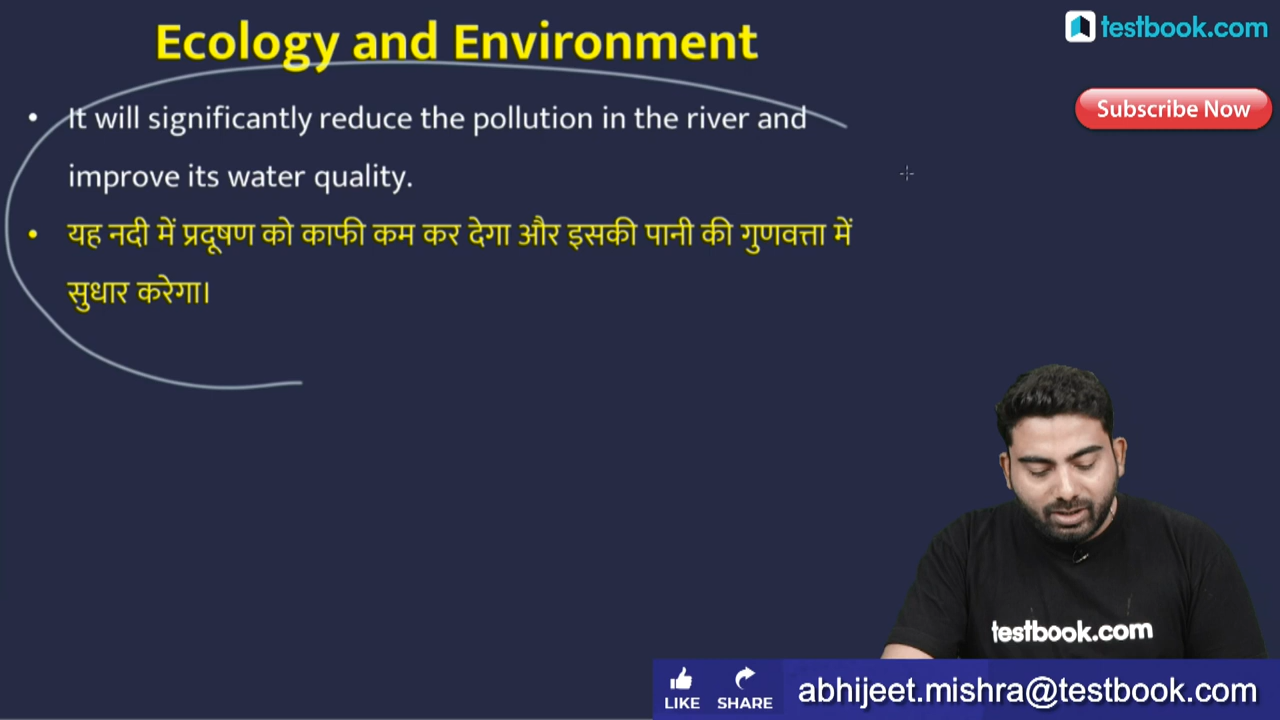 Ecology and Environment
testbook.com
Subscribe Now
• It will significantly reduce the pollution in the river and
improve its water quality.
• यह नदी में प्रदूषण को काफी कम कर देगा और इसकी पानी की गुणवत्ता में
सुधार करेगा।
testbook.com
LIKE
SHARE
abhijeet.mishra@testbook.com